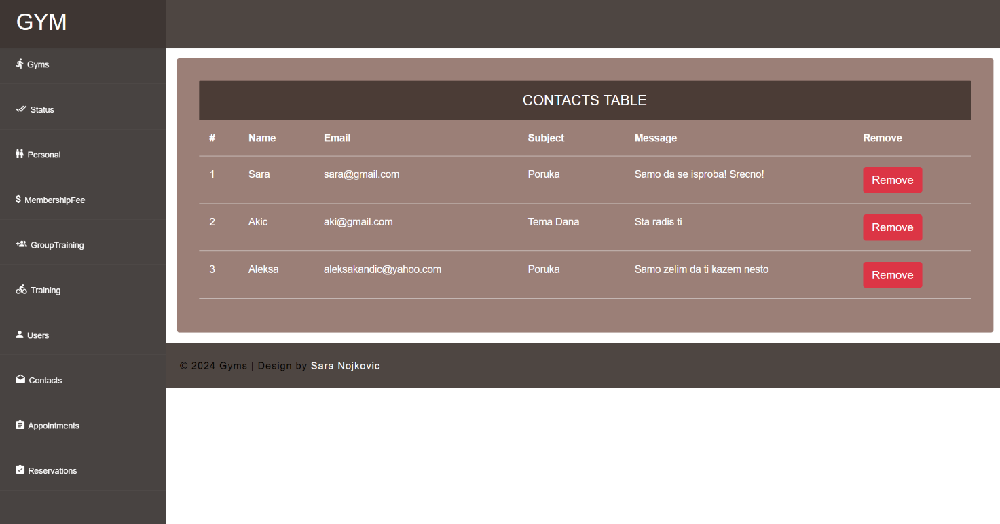 GYM
Gyms
Status
Personal
MembershipFee
GroupTraining
Training
Users
Contacts
Appointments
Reservations
CONTACTS TABLE
# Name Email Subject Message Remove
1 Sara sara@gmail.com Poruka Samo da se isproba! Srecno! Remove
2 Akic aki@gmail.com Tema Dana Sta radis ti Remove
3 Aleksa aleksakandic@yahoo.com Poruka Samo zelim da ti kazem nesto Remove
© 2024 Gyms | Design by Sara Nojkovic